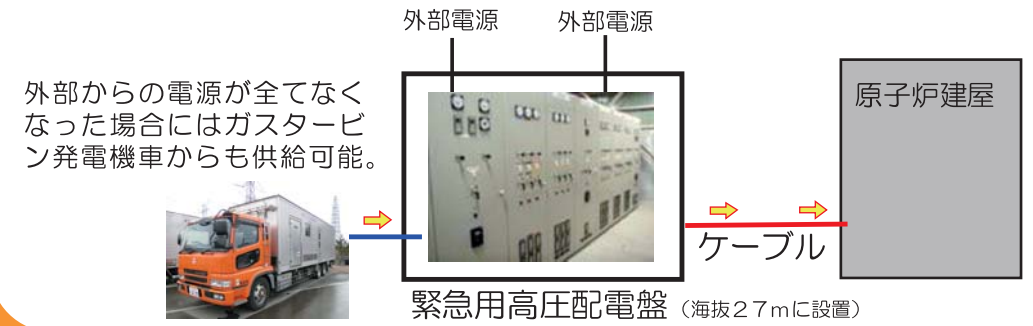 外部電源
外部電源
外部からの電源が全てなく
なった場合にはガスタービ
ン発電機車からも供給可能。
原子炉建屋
ケーブル
緊急用高圧配電盤（海抜２７ｍに設置）